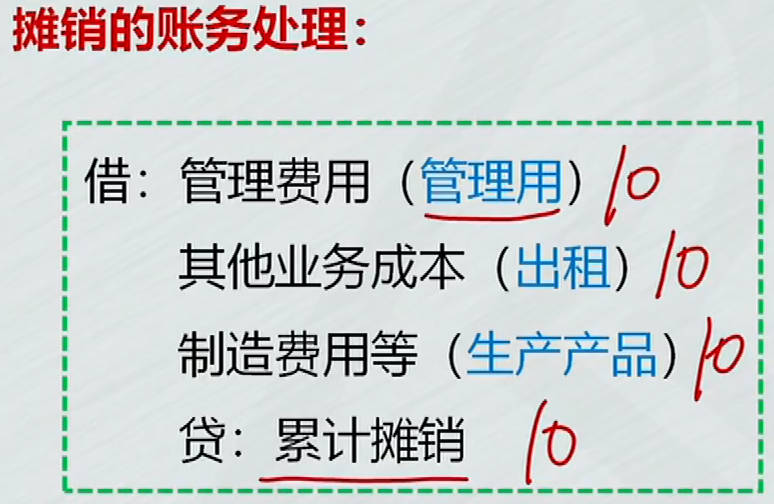 摊销的账务处理：
借：管理费用（管理用）10
其他业务成本（出租）10
制造费用等（生产产品）10
贷：累计摊销 10